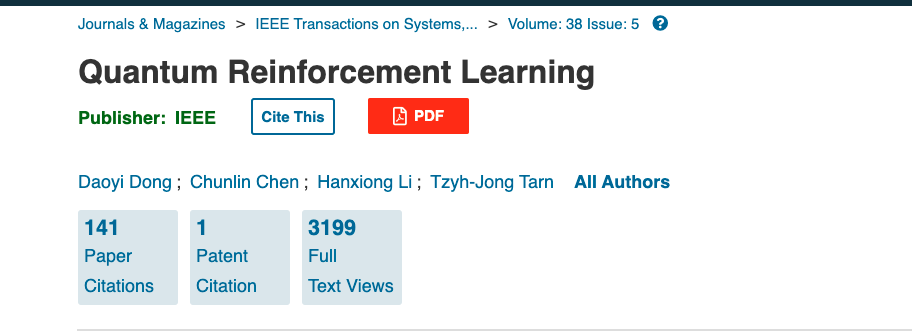 Journals & Magazines > IEEE Transactions on Systems,... > Volume: 38 Issue: 5 ?
Quantum Reinforcement Learning
Publisher: IEEE Cite This PDF
Daoyi Dong ; Chunlin Chen ; Hanxiong Li ; Tzyh-Jong Tarn All Authors
141 1 3199
Paper Patent Full
Citations Citation Text Views